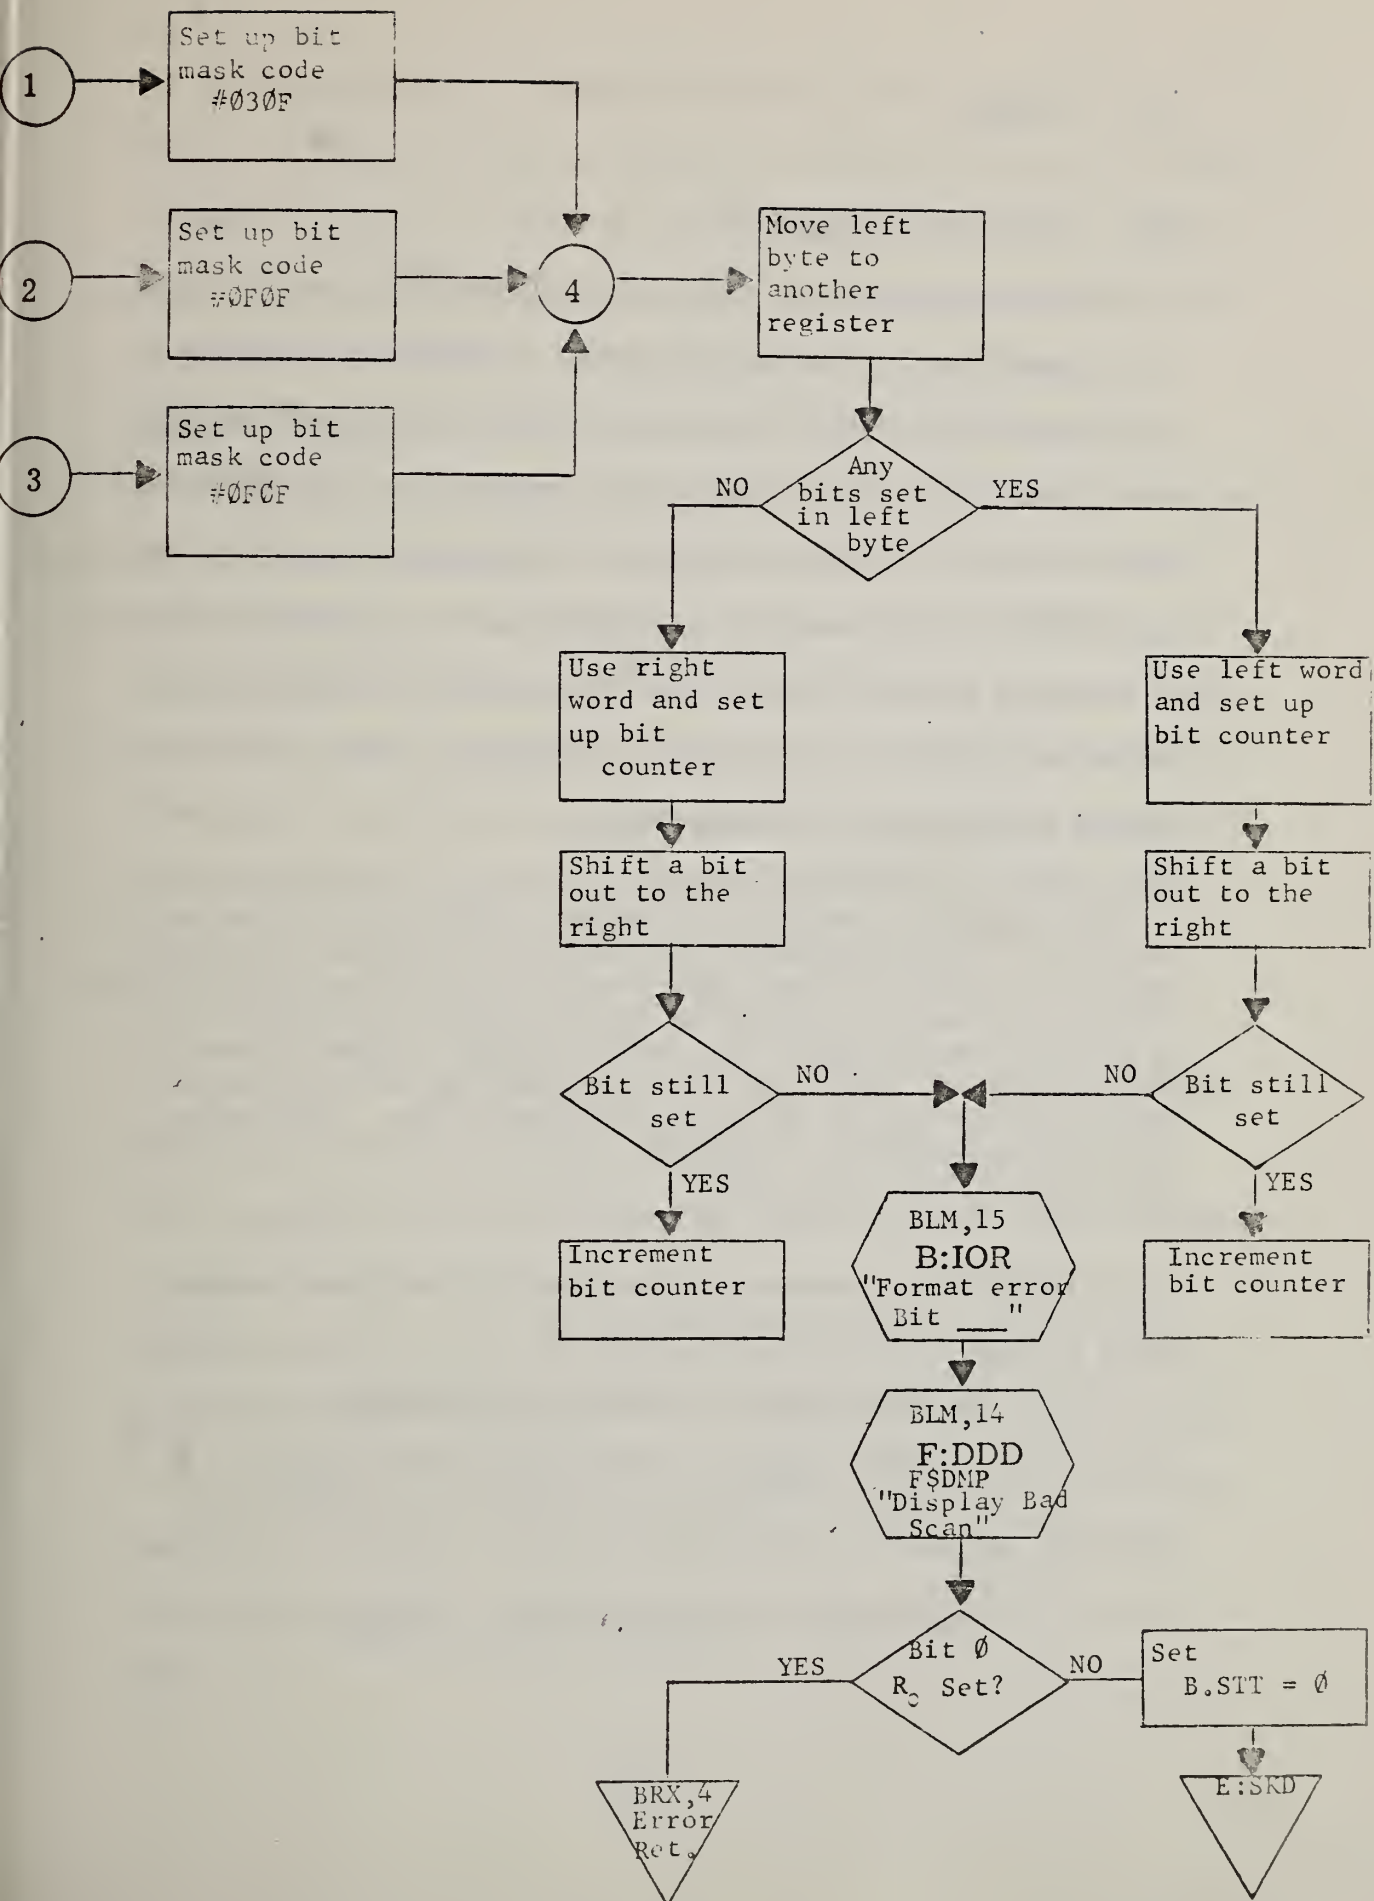 1
Set up bit
mask code
#Ø3ØF
2
Set up bit
mask code
#ØFØF
3
Set up bit
mask code
#ØFØF
4
Move left
byte to
another
register
Any
bits set
in left
byte
NO
YES
Use right
word and set
up bit
counter
Use left word
and set up
bit counter
Shift a bit
out to the
right
Shift a bit
out to the
right
Bit still
set
NO
NO
Bit still
set
YES
YES
Increment
bit counter
BLM,15
B:IOR
"Format error
Bit ___"
Increment
bit counter
BLM,14
F:DDD
F$DMP
"Display Bad
Scan"
Bit Ø
R Set?
YES
NO
Set
B.STT = Ø
BRX,4
Error
Ret.
E:SKD